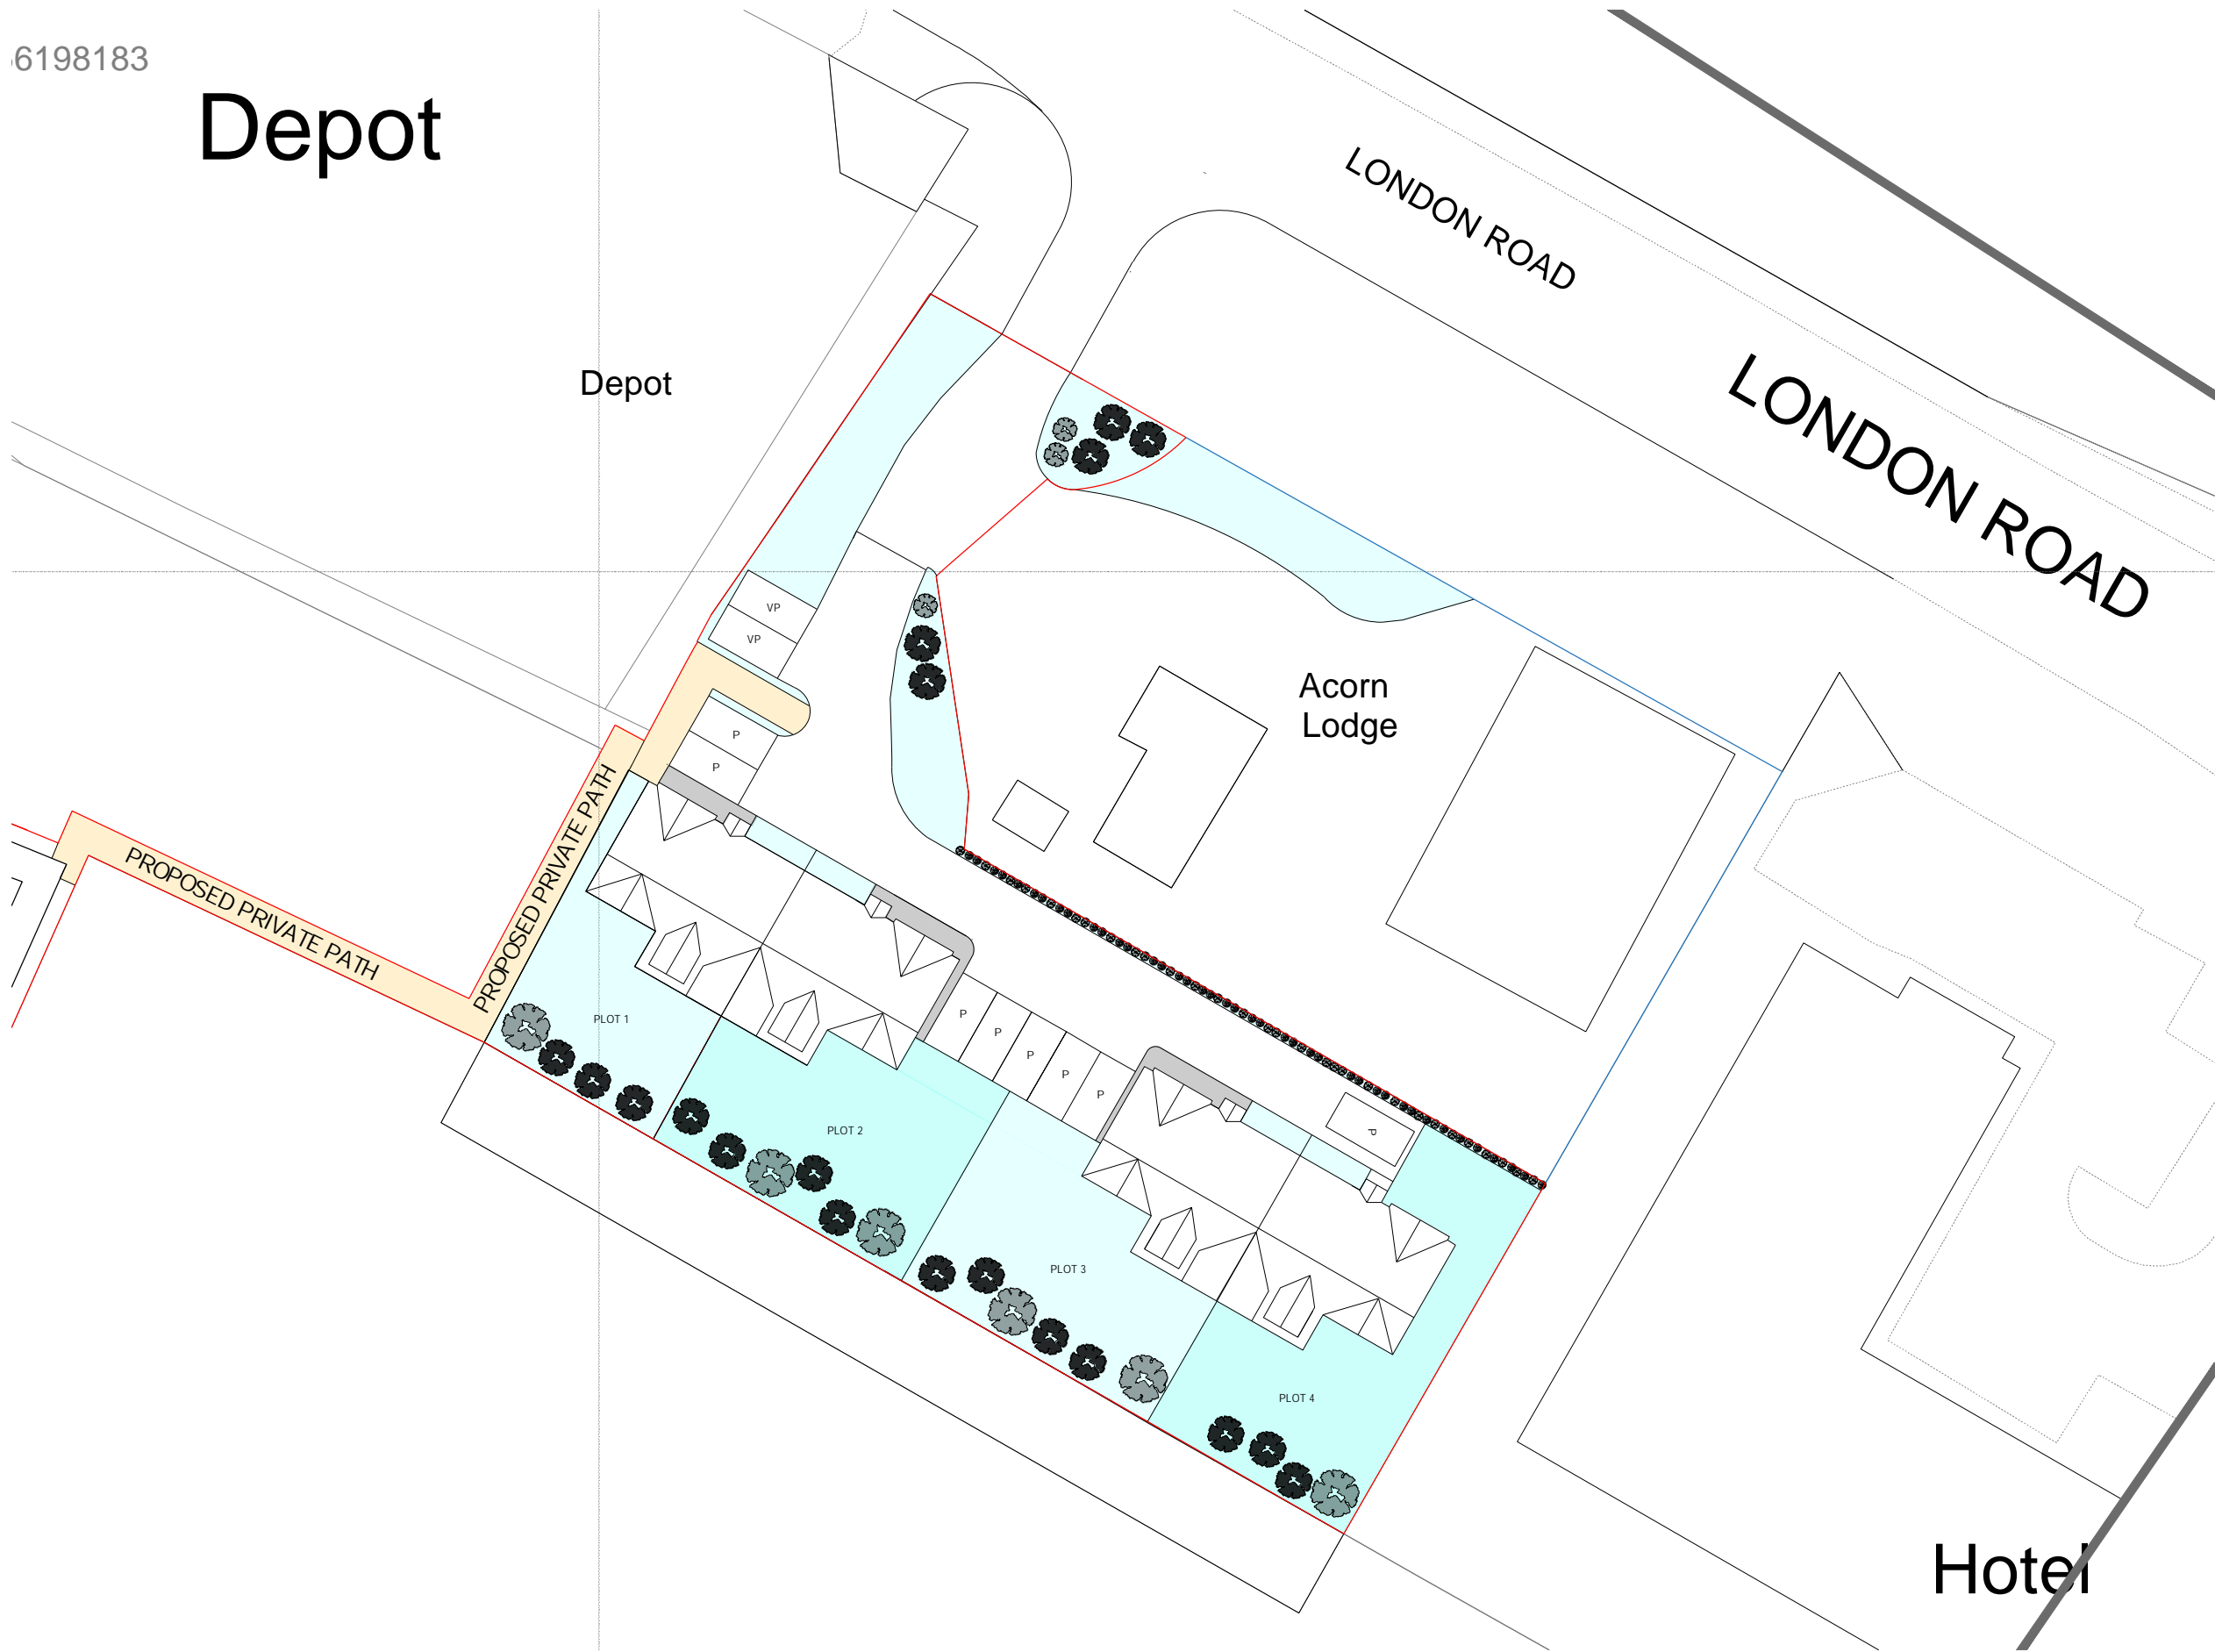 6198183
Depot
LONDON ROAD
LONDON ROAD
Depot
VP
VP
Acorn
Lodge
P
P
PROPOSED PRIVATE PATH
PROPOSED PRIVATE PATH
PLOT 1
P
P
P
P
P
PLOT 2
P
PLOT 3
PLOT 4
Hotel